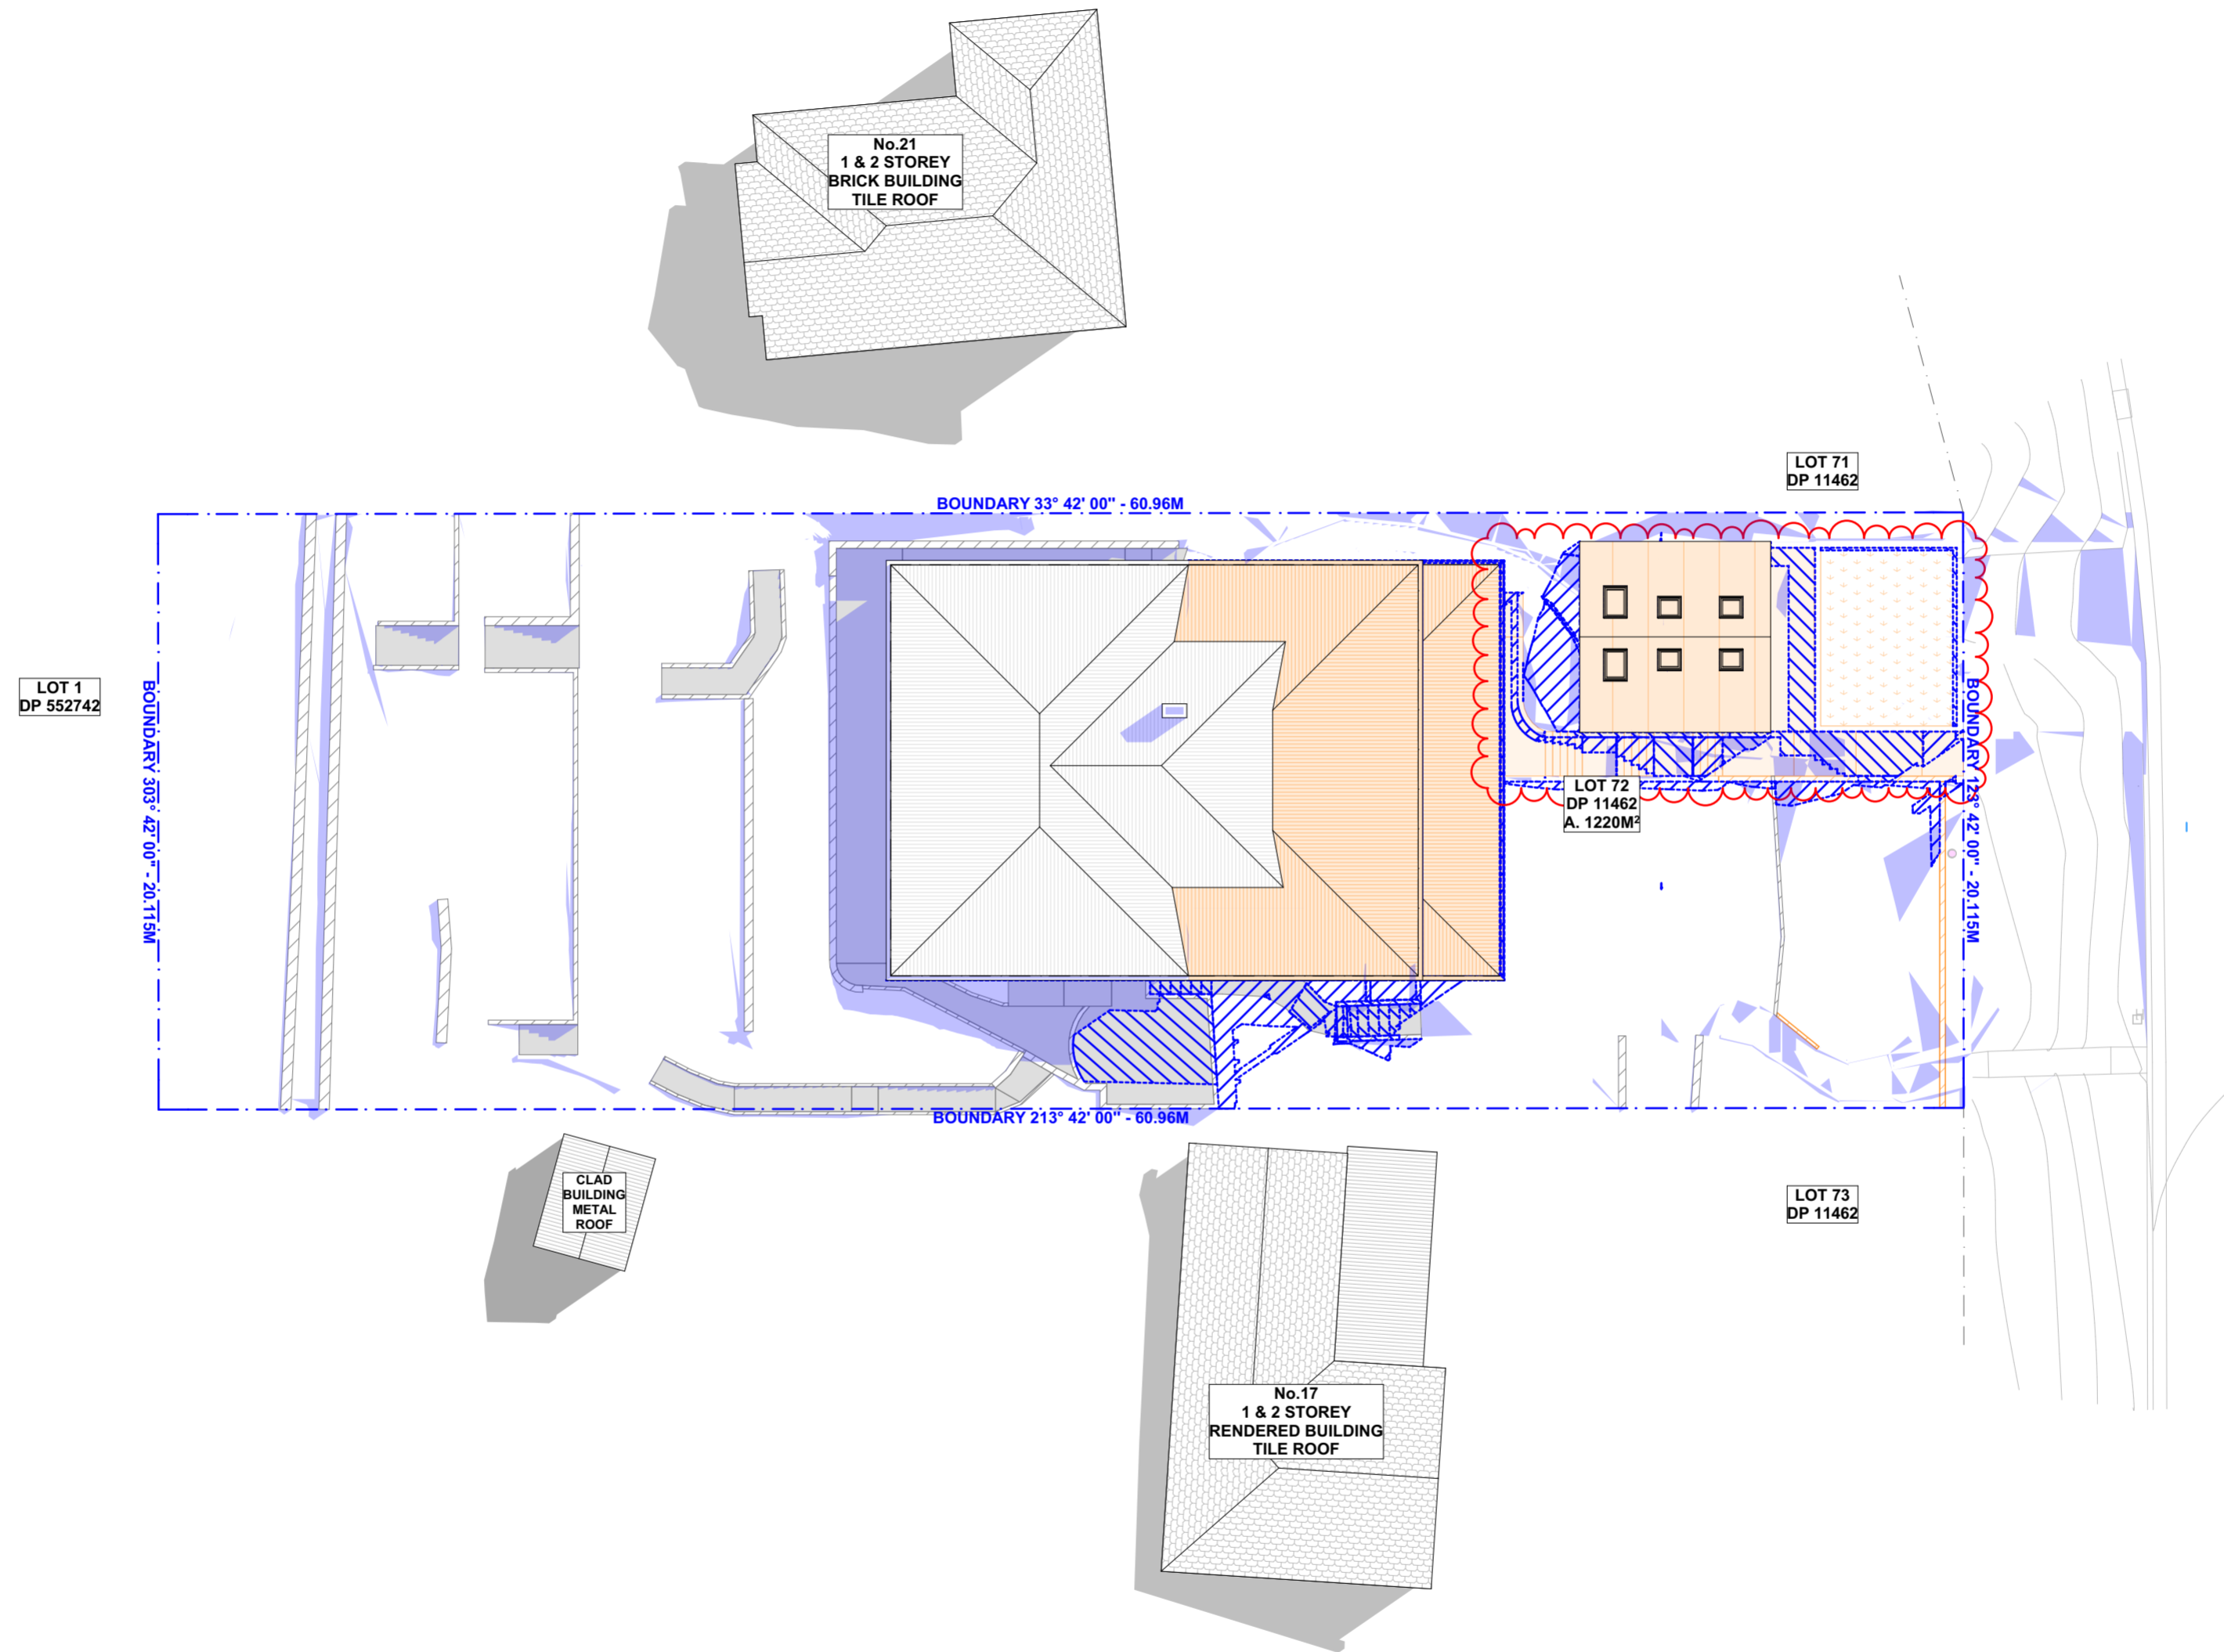 No.21
1 & 2 STOREY
BRICK BUILDING
TILE ROOF
LOT 71
DP 11462
BOUNDARY 33° 42' 00" - 60.96M
LOT 1
DP 552742
BOUNDARY 303° 42' 00" - 20.115M
BOUNDARY 123° 42' 00" - 20.115M
LOT 72
DP 11462
A. 1220M²
BOUNDARY 213° 42' 00" - 60.96M
CLAD
BUILDING
METAL
ROOF
LOT 73
DP 11462
No.17
1 & 2 STOREY
RENDERED BUILDING
TILE ROOF